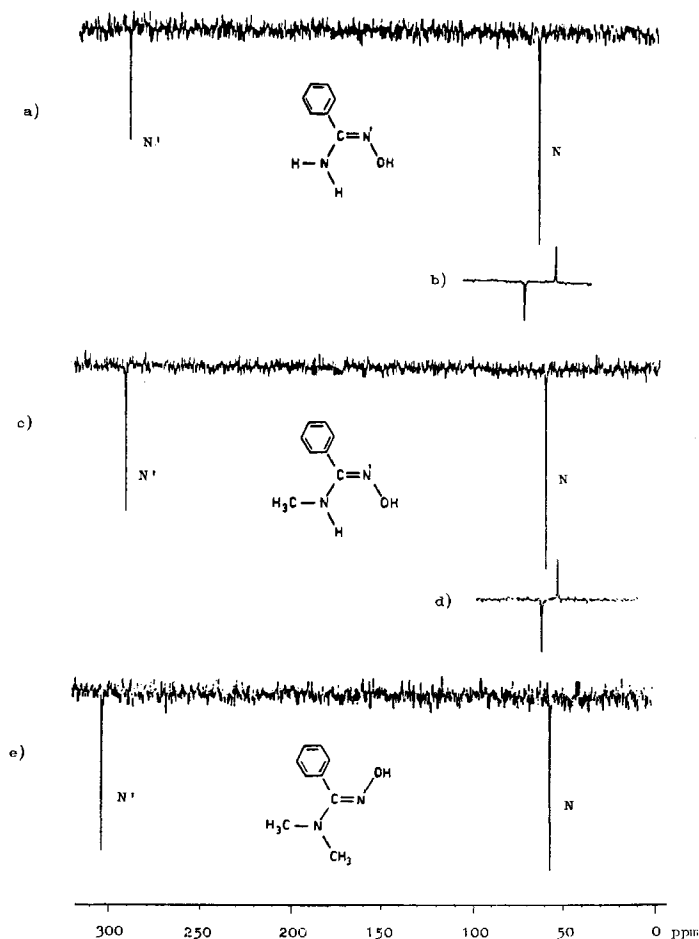 a)
N'
C=N'
H-N
OH
H
N
b)
c)
N'
C=N'
H₃C-N
OH
H
N
d)
e)
N'
OH
C=N
H₃C-N
CH₃
N
300 250 200 150 100 50 0 ppm